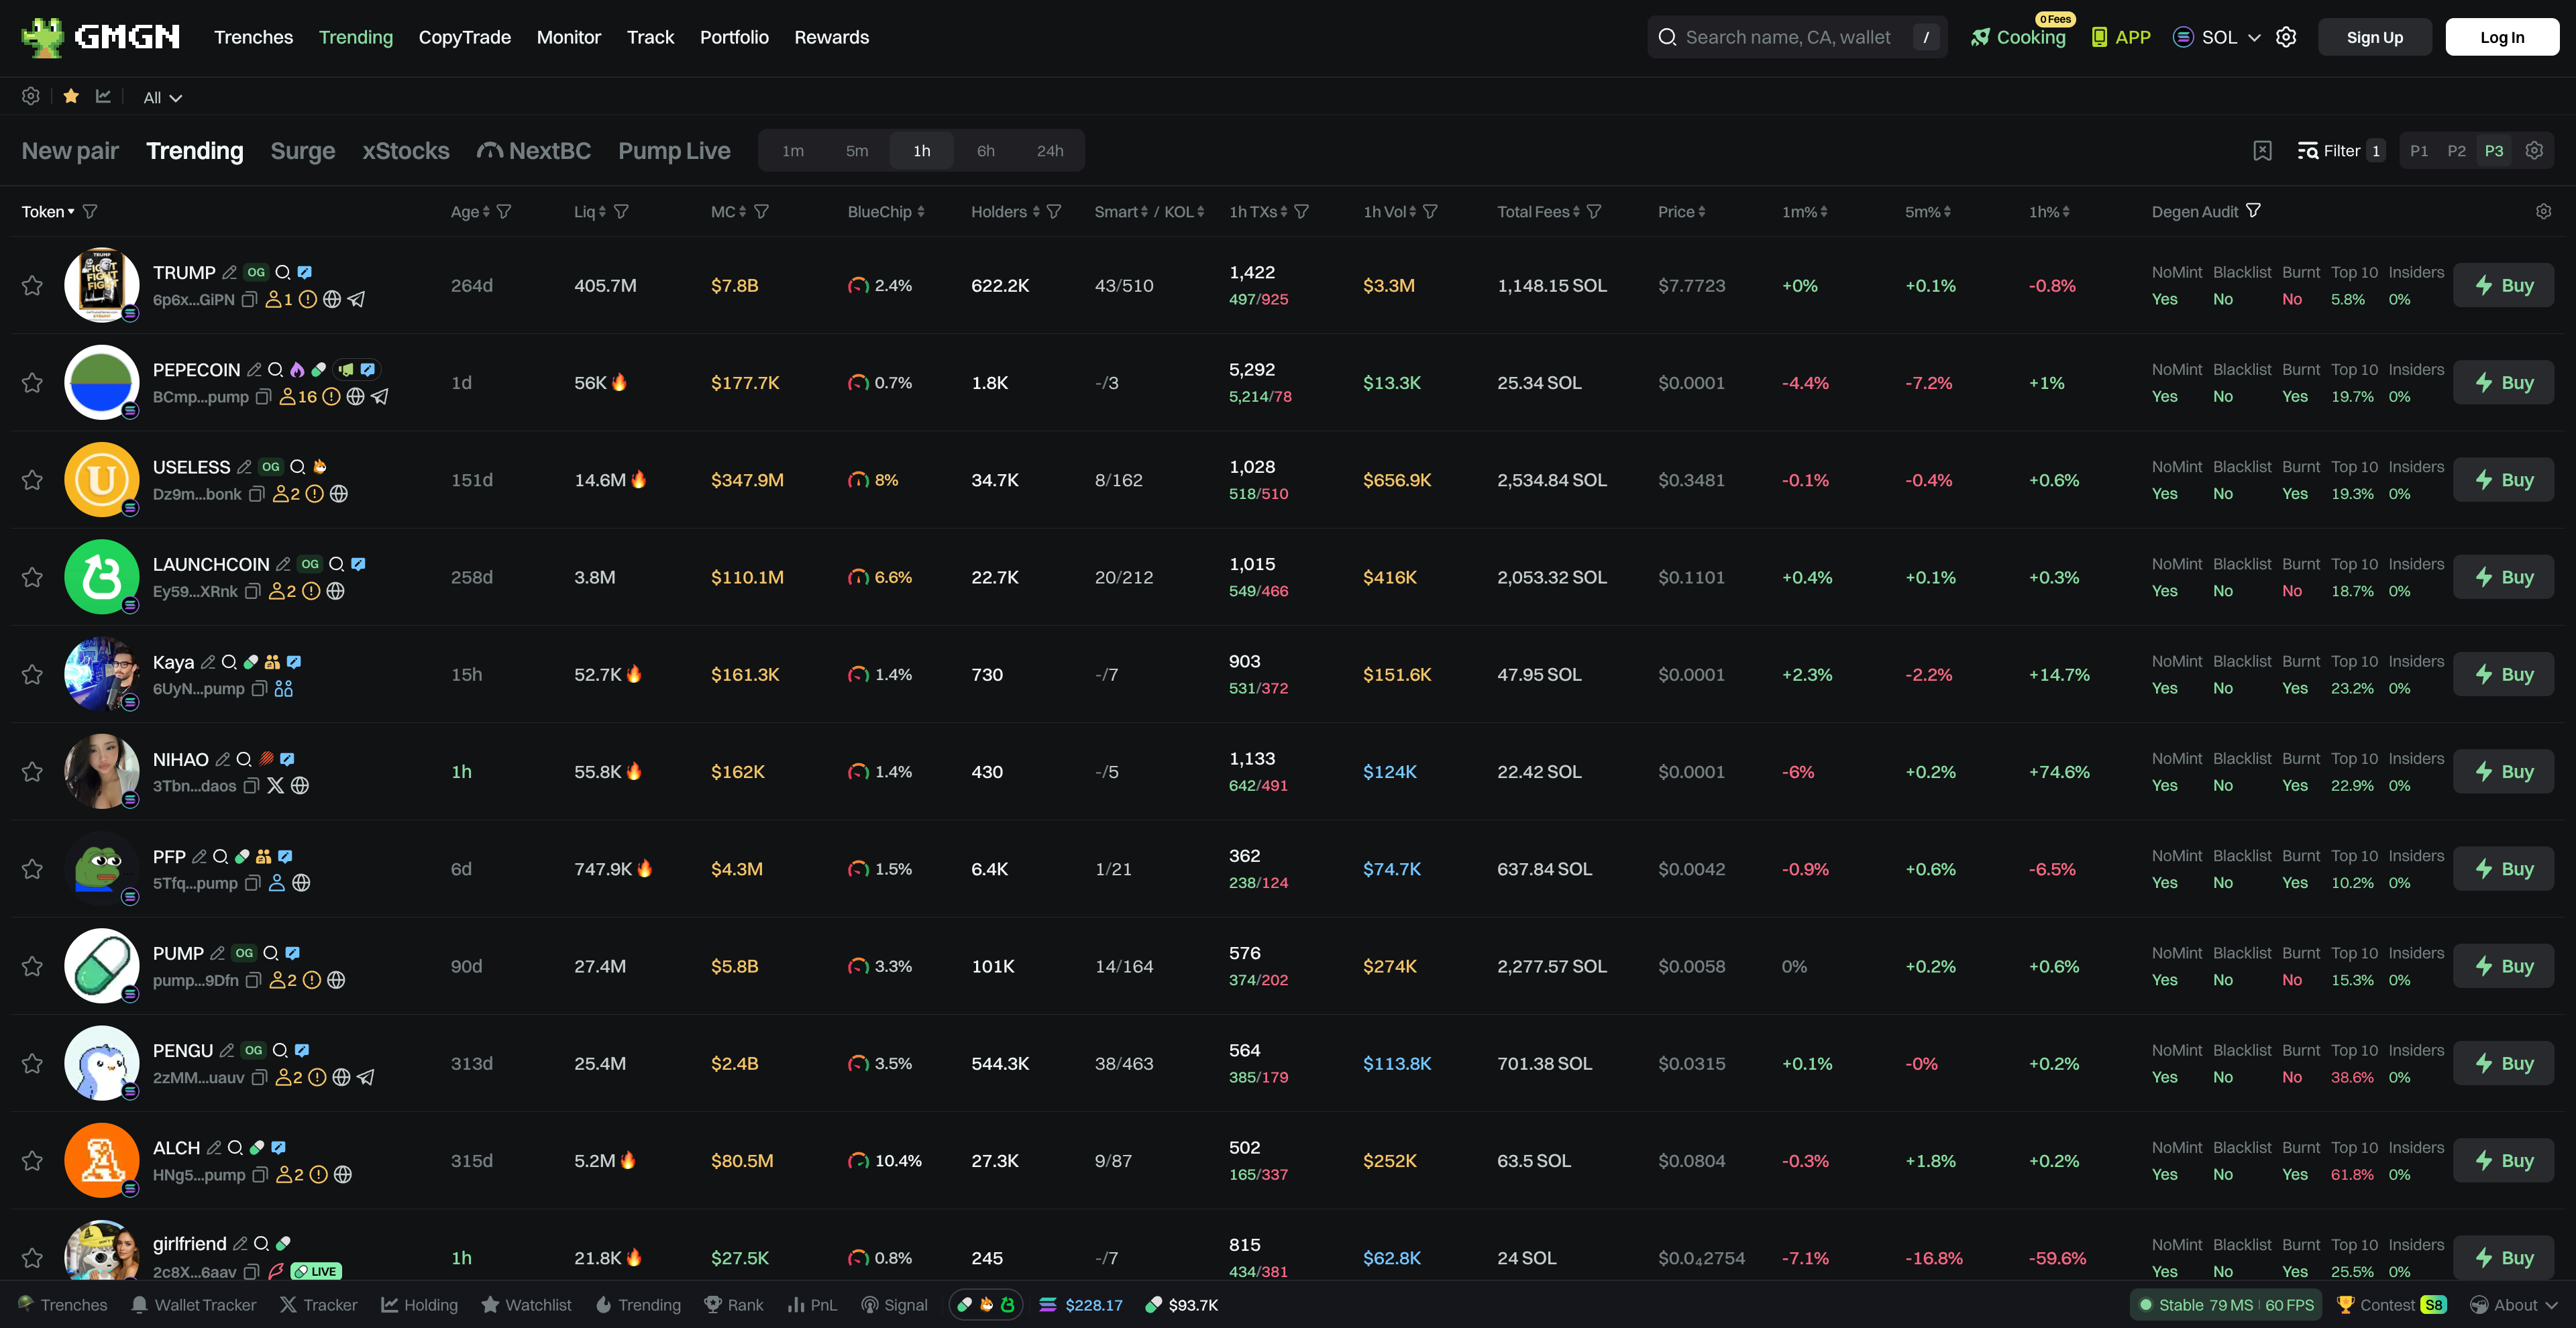 GMGN Trenches Trending CopyTrade Monitor Track Portfolio Rewards Search name, CA, wallet / 0 Fees Cooking APP SOL Sign Up Log In
All
New pair Trending Surge xStocks NextBC Pump Live 1m 5m 1h 6h 24h Filter 1 P1 P2 P3
Token Age Liq MC BlueChip Holders Smart / KOL 1h TXs 1h Vol Total Fees Price 1m% 5m% 1h% Degen Audit
TRUMP OG 1,422 NoMint Blacklist Burnt Top 10 Insiders
264d 405.7M $7.8B 2.4% 622.2K 43/510 $3.3M 1,148.15 SOL $7.7723 +0% +0.1% -0.8% Buy
6p6x...GiPN 1 497/925 Yes No No 5.8% 0%
PEPECOIN 5,292 NoMint Blacklist Burnt Top 10 Insiders
1d 56K $177.7K 0.7% 1.8K -/3 $13.3K 25.34 SOL $0.0001 -4.4% -7.2% +1% Buy
BCmp...pump 16 5,214/78 Yes No Yes 19.7% 0%
USELESS OG 1,028 NoMint Blacklist Burnt Top 10 Insiders
151d 14.6M $347.9M 8% 34.7K 8/162 $656.9K 2,534.84 SOL $0.3481 -0.1% -0.4% +0.6% Buy
Dz9m...bonk 2 518/510 Yes No Yes 19.3% 0%
LAUNCHCOIN OG 1,015 NoMint Blacklist Burnt Top 10 Insiders
258d 3.8M $110.1M 6.6% 22.7K 20/212 $416K 2,053.32 SOL $0.1101 +0.4% +0.1% +0.3% Buy
Ey59...XRnk 2 549/466 Yes No No 18.7% 0%
Kaya 903 NoMint Blacklist Burnt Top 10 Insiders
15h 52.7K $161.3K 1.4% 730 -/7 $151.6K 47.95 SOL $0.0001 +2.3% -2.2% +14.7% Buy
6UyN...pump 531/372 Yes No Yes 23.2% 0%
NIHAO 1,133 NoMint Blacklist Burnt Top 10 Insiders
1h 55.8K $162K 1.4% 430 -/5 $124K 22.42 SOL $0.0001 -6% +0.2% +74.6% Buy
3Tbn...daos 642/491 Yes No Yes 22.9% 0%
PFP 362 NoMint Blacklist Burnt Top 10 Insiders
6d 747.9K $4.3M 1.5% 6.4K 1/21 $74.7K 637.84 SOL $0.0042 -0.9% +0.6% -6.5% Buy
5Tfq...pump 238/124 Yes No Yes 10.2% 0%
PUMP OG 576 NoMint Blacklist Burnt Top 10 Insiders
90d 27.4M $5.8B 3.3% 101K 14/164 $274K 2,277.57 SOL $0.0058 0% +0.2% +0.6% Buy
pump...9Dfn 2 374/202 Yes No No 15.3% 0%
PENGU OG 564 NoMint Blacklist Burnt Top 10 Insiders
313d 25.4M $2.4B 3.5% 544.3K 38/463 $113.8K 701.38 SOL $0.0315 +0.1% -0% +0.2% Buy
2zMM...uauv 2 385/179 Yes No No 38.6% 0%
ALCH 502 NoMint Blacklist Burnt Top 10 Insiders
315d 5.2M $80.5M 10.4% 27.3K 9/87 $252K 63.5 SOL $0.0804 -0.3% +1.8% +0.2% Buy
HNg5...pump 2 165/337 Yes No Yes 61.8% 0%
girlfriend 815 NoMint Blacklist Burnt Top 10 Insiders
1h 21.8K $27.5K 0.8% 245 -/7 $62.8K 24 SOL $0.0₄2754 -7.1% -16.8% -59.6% Buy
2c8X...6aav LIVE 434/381 Yes No Yes 25.5% 0%
Trenches Wallet Tracker Tracker Holding Watchlist Trending Rank PnL Signal $228.17 $93.7K Stable 79 MS 60 FPS Contest S8 About